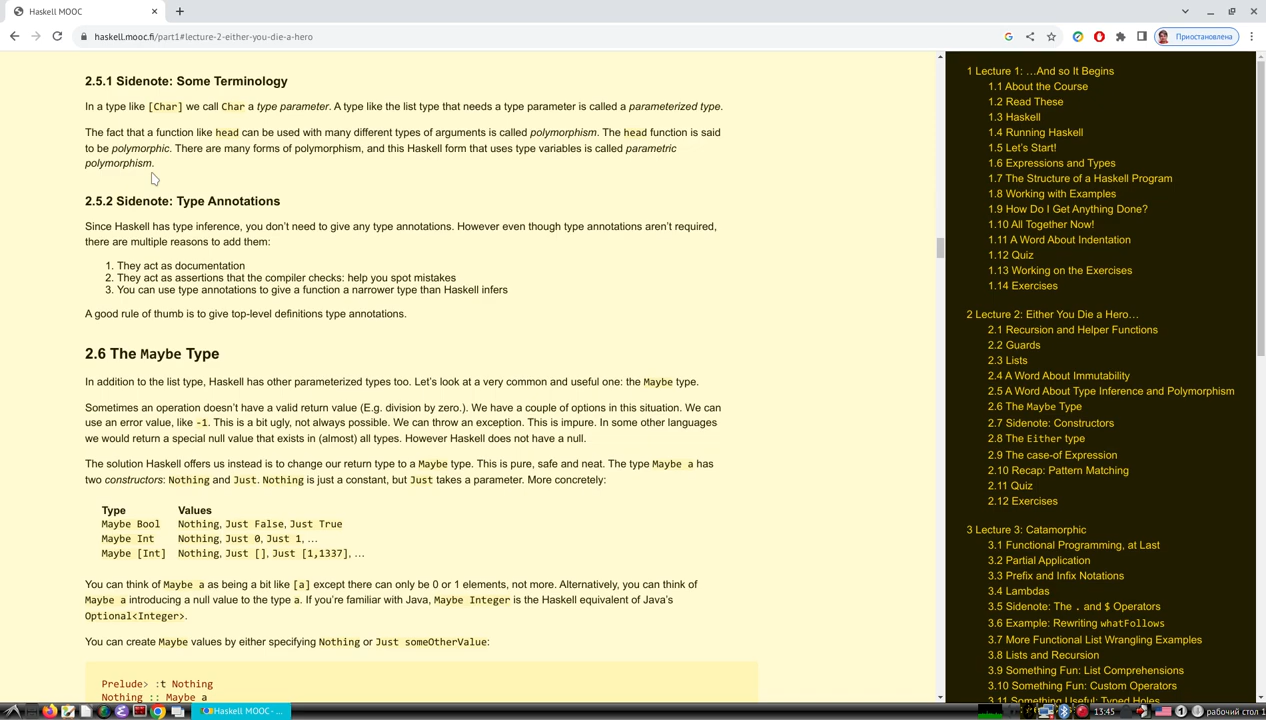 Haskell MOOC
haskell.mooc.fi/part1#lecture-2-either-you-die-a-hero
Приостановлена
2.5.1 Sidenote: Some Terminology
In a type like [Char] we call Char a type parameter. A type like the list type that needs a type parameter is called a parameterized type.
The fact that a function like head can be used with many different types of arguments is called polymorphism. The head function is said
to be polymorphic. There are many forms of polymorphism, and this Haskell form that uses type variables is called parametric
polymorphism.
2.5.2 Sidenote: Type Annotations
Since Haskell has type inference, you don't need to give any type annotations. However even though type annotations aren't required,
there are multiple reasons to add them:
1. They act as documentation
2. They act as assertions that the compiler checks: help you spot mistakes
3. You can use type annotations to give a function a narrower type than Haskell infers
A good rule of thumb is to give top-level definitions type annotations.
2.6 The Maybe Type
In addition to the list type, Haskell has other parameterized types too. Let's look at a very common and useful one: the Maybe type.
Sometimes an operation doesn't have a valid return value (E.g. division by zero.). We have a couple of options in this situation. We can
use an error value, like -1. This is a bit ugly, not always possible. We can throw an exception. This is impure. In some other languages
we would return a special null value that exists in (almost) all types. However Haskell does not have a null.
The solution Haskell offers us instead is to change our return type to a Maybe type. This is pure, safe and neat. The type Maybe a has
two constructors: Nothing and Just. Nothing is just a constant, but Just takes a parameter. More concretely:
Type Values
Maybe Bool Nothing, Just False, Just True
Maybe Int Nothing, Just 0, Just 1, …
Maybe [Int] Nothing, Just [], Just [1,1337], …
You can think of Maybe a as being a bit like [a] except there can only be 0 or 1 elements, not more. Alternatively, you can think of
Maybe a introducing a null value to the type a. If you're familiar with Java, Maybe Integer is the Haskell equivalent of Java's
Optional<Integer>.
You can create Maybe values by either specifying Nothing or Just someOtherValue:
Prelude> :t Nothing
Nothing :: Maybe a
1 Lecture 1: …And so It Begins
1.1 About the Course
1.2 Read These
1.3 Haskell
1.4 Running Haskell
1.5 Let's Start!
1.6 Expressions and Types
1.7 The Structure of a Haskell Program
1.8 Working with Examples
1.9 How Do I Get Anything Done?
1.10 All Together Now!
1.11 A Word About Indentation
1.12 Quiz
1.13 Working on the Exercises
1.14 Exercises
2 Lecture 2: Either You Die a Hero…
2.1 Recursion and Helper Functions
2.2 Guards
2.3 Lists
2.4 A Word About Immutability
2.5 A Word About Type Inference and Polymorphism
2.6 The Maybe Type
2.7 Sidenote: Constructors
2.8 The Either type
2.9 The case-of Expression
2.10 Recap: Pattern Matching
2.11 Quiz
2.12 Exercises
3 Lecture 3: Catamorphic
3.1 Functional Programming, at Last
3.2 Partial Application
3.3 Prefix and Infix Notations
3.4 Lambdas
3.5 Sidenote: The . and $ Operators
3.6 Example: Rewriting whatFollows
3.7 More Functional List Wrangling Examples
3.8 Lists and Recursion
3.9 Something Fun: List Comprehensions
3.10 Something Fun: Custom Operators
3.11 Something Useful: Typed Holes
Haskell MOOC - ...
13:45
рабочий стол 1